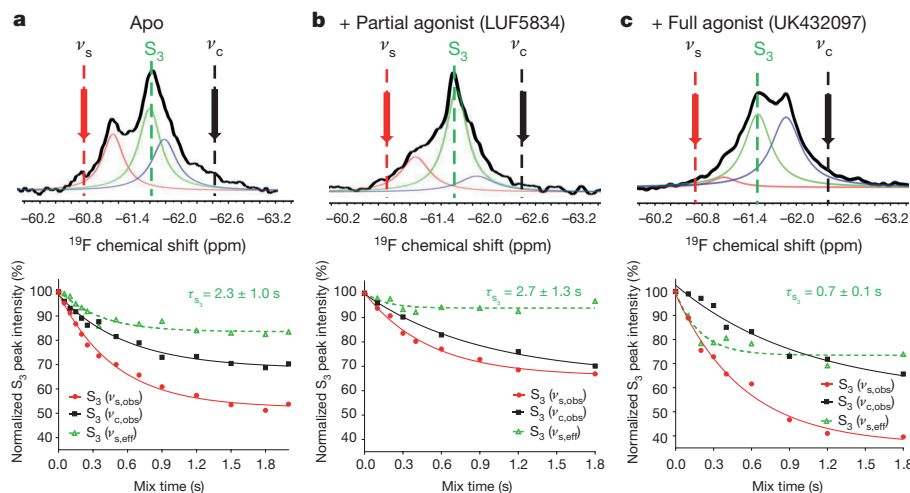 a
Apo
νs
S3
νc
−60.2 −60.8 −61.4 −62.0 −62.6 −63.2
19F chemical shift (ppm)
Normalized S3 peak intensity (%)
100
90
80
70
60
50
40
τS3 = 2.3 ± 1.0 s
S3 (νs,obs)
S3 (νc,obs)
S3 (νs,eff)
0.0 0.3 0.6 0.9 1.2 1.5 1.8
Mix time (s)
b
+ Partial agonist (LUF5834)
νs
S3
νc
−60.2 −60.8 −61.4 −62.0 −62.6 −63.2
19F chemical shift (ppm)
Normalized S3 peak intensity (%)
100
90
80
70
60
50
40
τS3 = 2.7 ± 1.3 s
S3 (νs,obs)
S3 (νc,obs)
S3 (νs,eff)
0.0 0.3 0.6 0.9 1.2 1.5 1.8
Mix time (s)
c
+ Full agonist (UK432097)
νs
S3
νc
−60.2 −60.8 −61.4 −62.0 −62.6 −63.2
19F chemical shift (ppm)
Normalized S3 peak intensity (%)
100
90
80
70
60
50
40
τS3 = 0.7 ± 0.1 s
S3 (νs,obs)
S3 (νc,obs)
S3 (νs,eff)
0.0 0.3 0.6 0.9 1.2 1.5 1.8
Mix time (s)